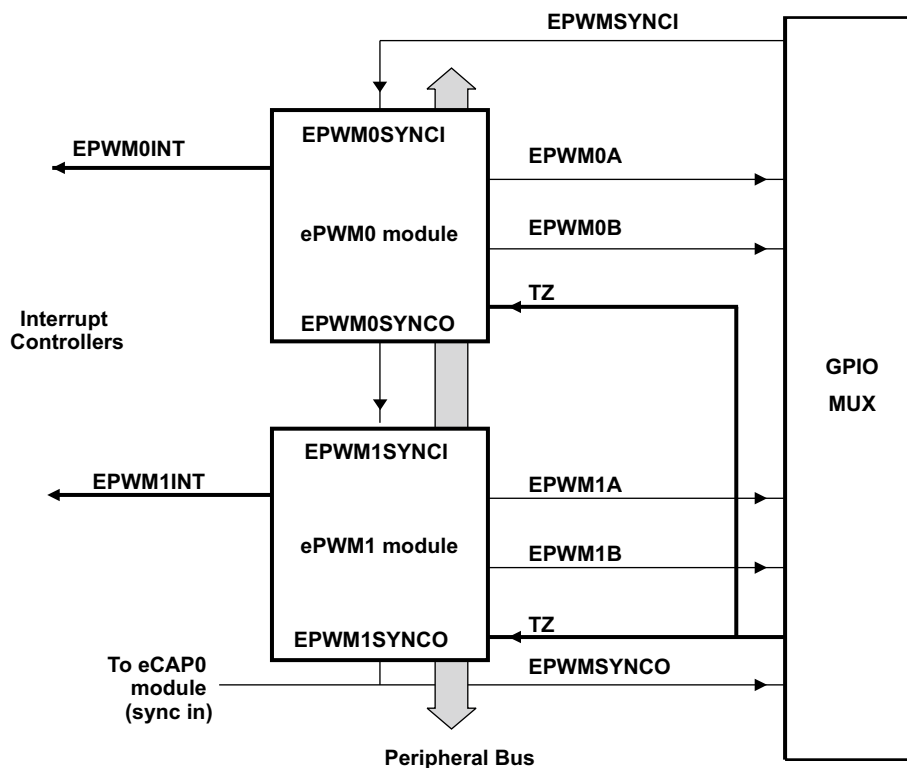 EPWMSYNCI
EPWM0SYNCI
EPWM0INT
EPWM0A
ePWM0 module
EPWM0B
TZ
EPWM0SYNCO
Interrupt
Controllers
GPIO
MUX
EPWM1SYNCI
EPWM1INT
EPWM1A
ePWM1 module
EPWM1B
TZ
EPWM1SYNCO
To eCAP0
module
(sync in)
EPWMSYNCO
Peripheral Bus